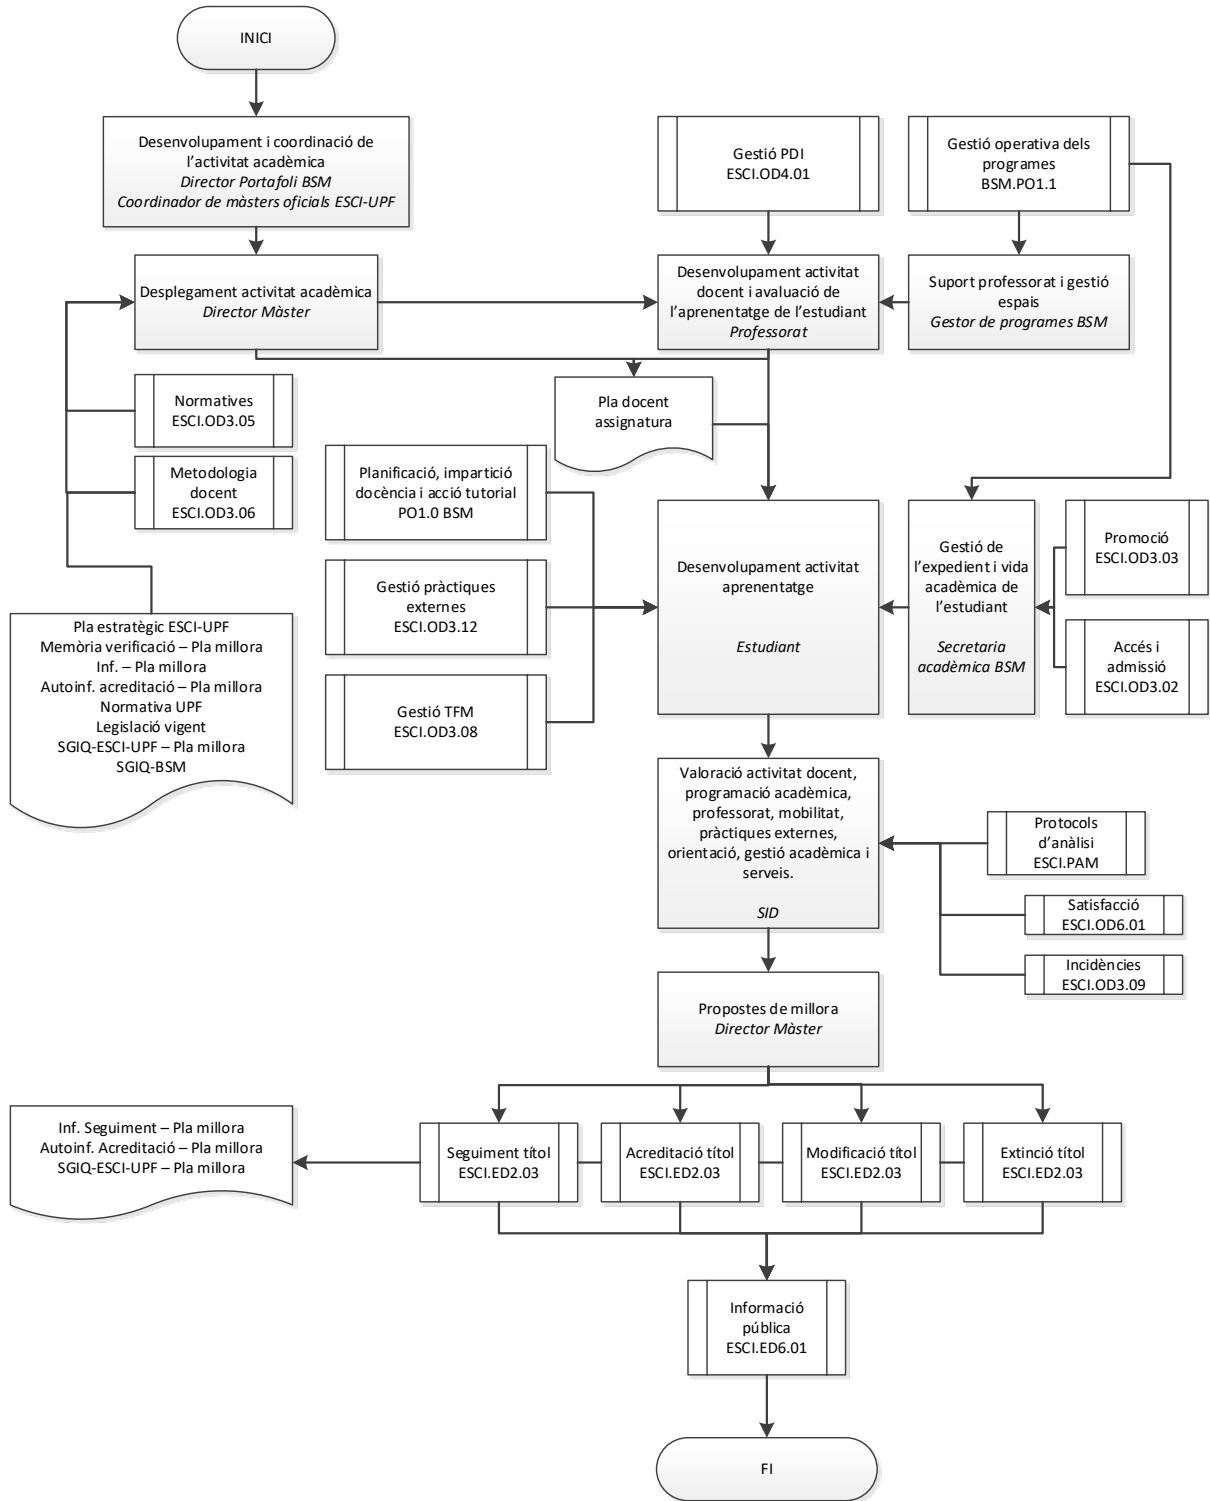 INICI
Desenvolupament i coordinació de
l’activitat acadèmica
Director Portafoli BSM
Coordinador de màsters oficials ESCI-UPF
Gestió PDI
ESCI.OD4.01
Gestió operativa dels
programes
BSM.PO1.1
Desplegament activitat acadèmica
Director Màster
Desenvolupament activitat
docent i avaluació de
l’aprenentatge de l’estudiant
Professorat
Suport professorat i gestió
espais
Gestor de programes BSM
Normatives
ESCI.OD3.05
Pla docent
assignatura
Metodologia
docent
ESCI.OD3.06
Planificació, impartició
docència i acció tutorial
PO1.0 BSM
Gestió pràctiques
externes
ESCI.OD3.12
Gestió TFM
ESCI.OD3.08
Desenvolupament activitat
aprenentatge
Estudiant
Gestió de
l’expedient i vida
acadèmica de
l’estudiant
Secretaria
acadèmica BSM
Promoció
ESCI.OD3.03
Accés i
admissió
ESCI.OD3.02
Pla estratègic ESCI-UPF
Memòria verificació – Pla millora
Inf. – Pla millora
Autoinf. acreditació – Pla millora
Normativa UPF
Legislació vigent
SGIQ-ESCI-UPF – Pla millora
SGIQ-BSM
Valoració activitat docent,
programació acadèmica,
professorat, mobilitat,
pràctiques externes,
orientació, gestió acadèmica i
serveis.
SID
Protocols
d’anàlisi
ESCI.PAM
Satisfacció
ESCI.OD6.01
Incidències
ESCI.OD3.09
Propostes de millora
Director Màster
Inf. Seguiment – Pla millora
Autoinf. Acreditació – Pla millora
SGIQ-ESCI-UPF – Pla millora
Seguiment títol
ESCI.ED2.03
Acreditació títol
ESCI.ED2.03
Modificació títol
ESCI.ED2.03
Extinció títol
ESCI.ED2.03
Informació
pública
ESCI.ED6.01
FI